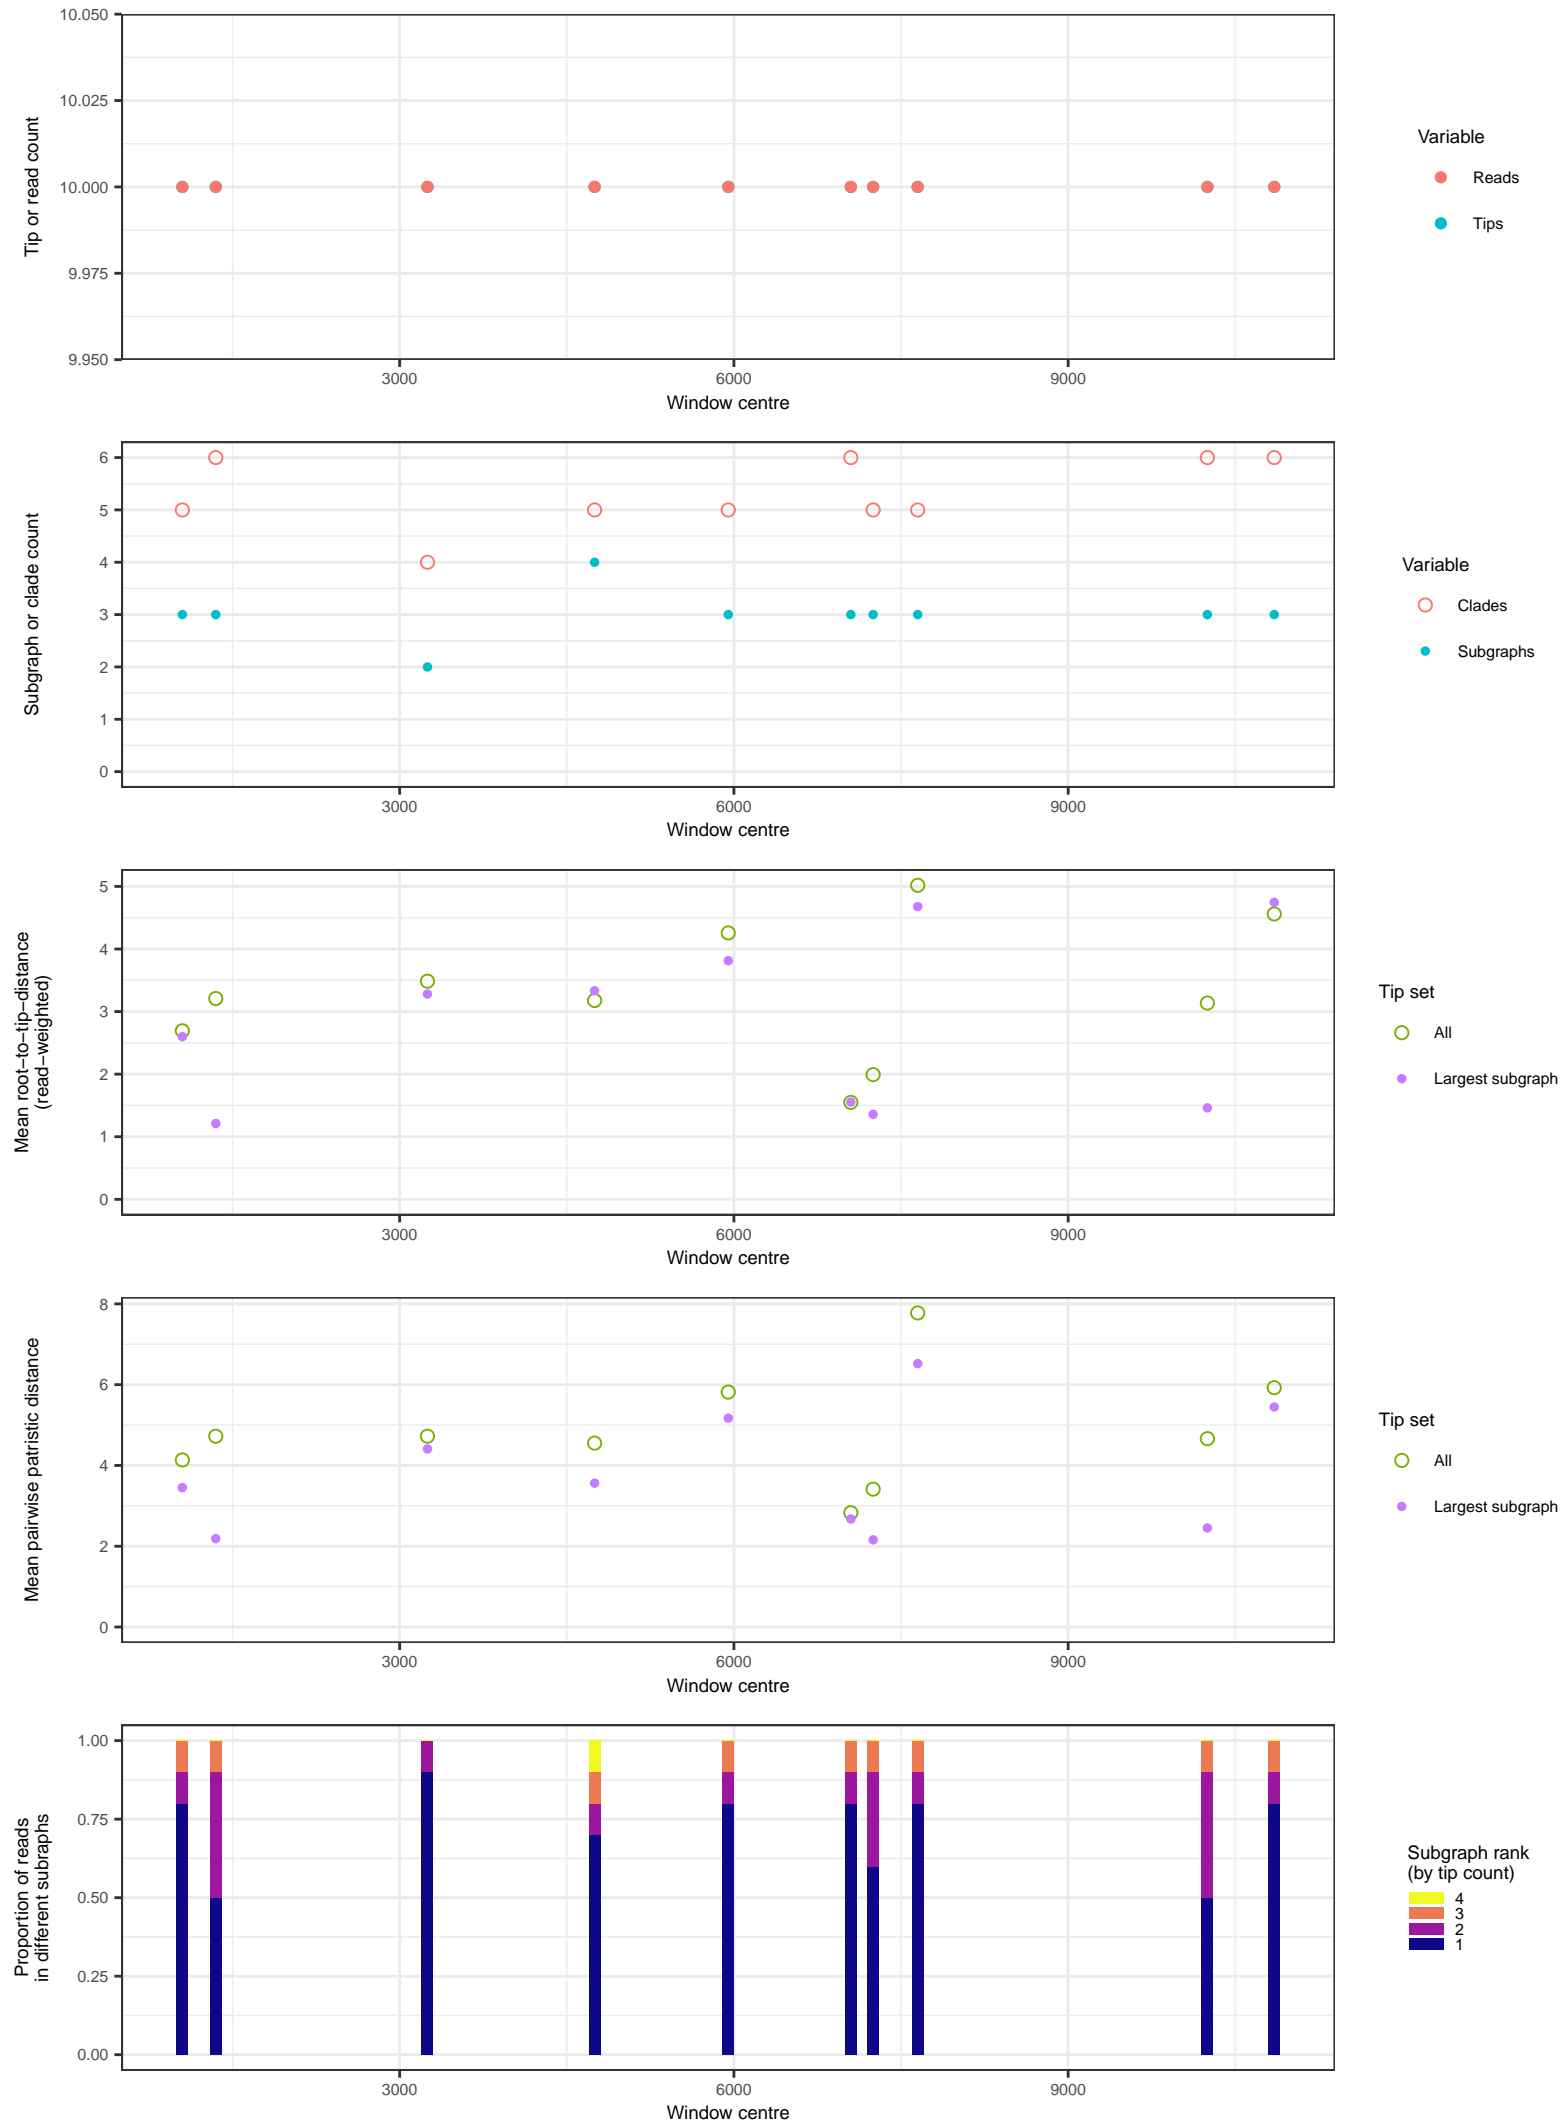 10.050
10.025
10.000
9.975
9.950
Tip or read count
3000
6000
9000
Window centre
Variable
Reads
Tips
6
5
4
3
2
1
0
Subgraph or clade count
3000
6000
9000
Window centre
Variable
Clades
Subgraphs
5
4
3
2
1
0
Mean root−to−tip−distance
(read−weighted)
3000
6000
9000
Window centre
Tip set
All
Largest subgraph
8
6
4
2
0
Mean pairwise patristic distance
3000
6000
9000
Window centre
Tip set
All
Largest subgraph
1.00
0.75
0.50
0.25
0.00
Proportion of reads
in different subraphs
3000
6000
9000
Window centre
Subgraph rank
(by tip count)
4
3
2
1